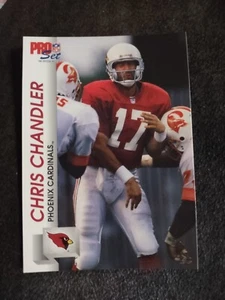 PRO
Set
CHRIS CHANDLER
PHOENIX CARDINALS
17